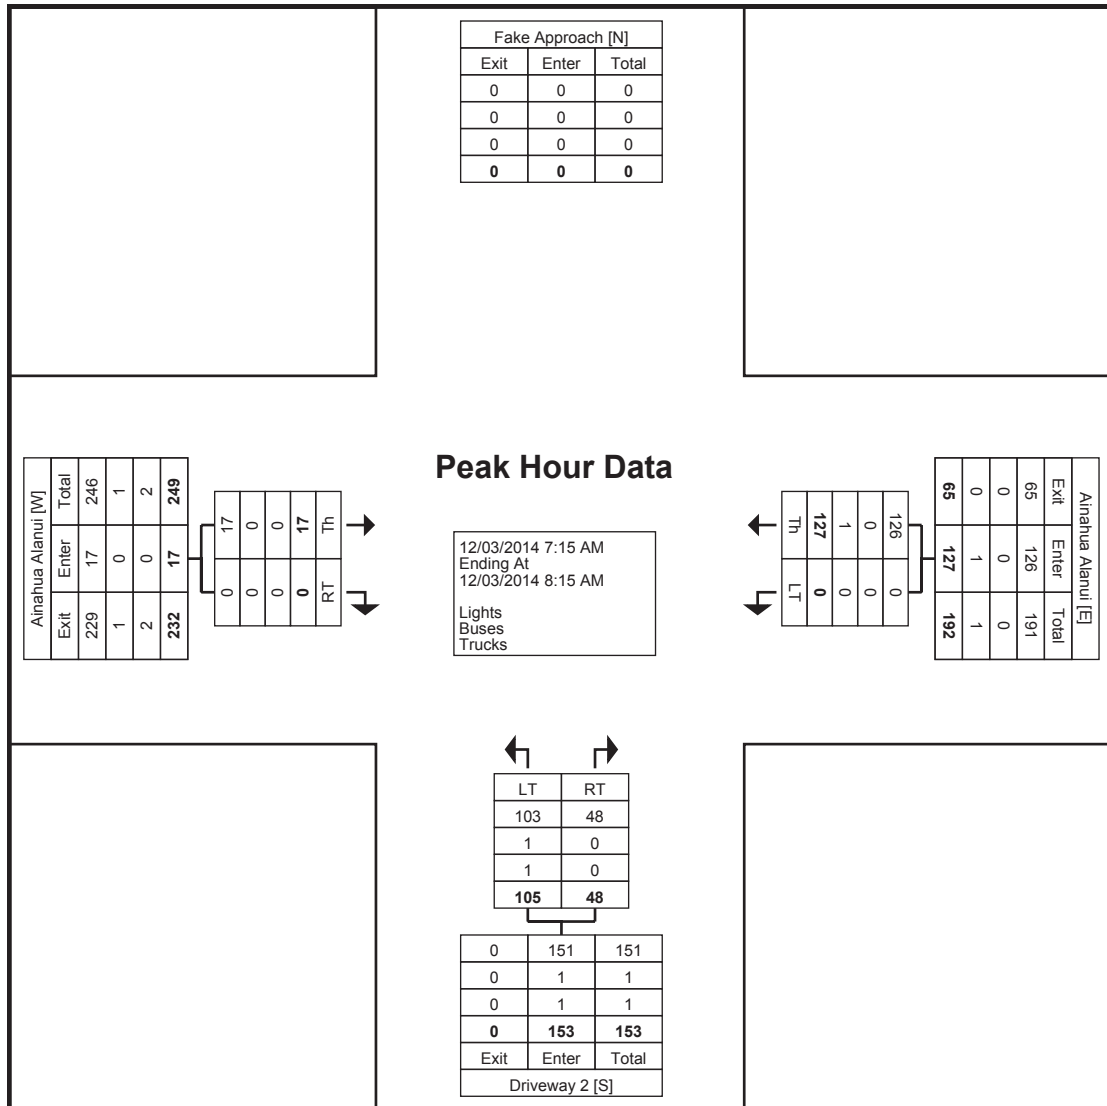 Fake Approach [N]
Exit Enter Total
0 0 0
0 0 0
0 0 0
0 0 0
Peak Hour Data
Ainahua Alanui [W]
Total 246 1 2 249
Enter 17 0 0 17
Exit 229 1 2 232
17 0 0 17 Th
0 0 0 0 RT
12/03/2014 7:15 AM
Ending At
12/03/2014 8:15 AM
Lights
Buses
Trucks
Th 127 1 0 126
LT 0 0 0 0
65 0 0 65 Exit
127 1 0 126 Enter
192 1 0 191 Total
Ainahua Alanui [E]
LT RT
103 48
1 0
1 0
105 48
0 151 151
0 1 1
0 1 1
0 153 153
Exit Enter Total
Driveway 2 [S]